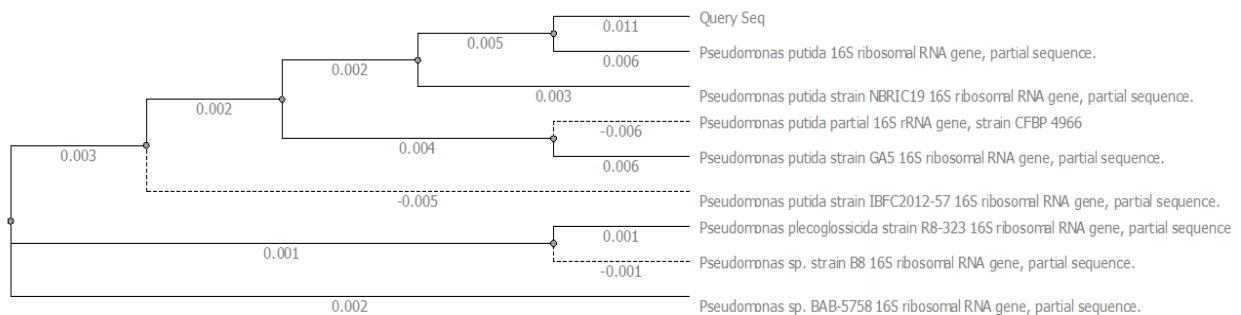 Query Seq
0.011
0.005
Pseudomonas putida 16S ribosomal RNA gene, partial sequence.
0.006
0.002
Pseudomonas putida strain NBRIC19 16S ribosomal RNA gene, partial sequence.
0.003
0.002
Pseudomonas putida partial 16S rRNA gene, strain CFBP 4966
-0.006
0.004
Pseudomonas putida strain GA5 16S ribosomal RNA gene, partial sequence.
0.006
0.003
Pseudomonas putida strain IBFC2012-57 16S ribosomal RNA gene, partial sequence.
-0.005
Pseudomonas plecoglossicida strain R8-323 16S ribosomal RNA gene, partial sequence
0.001
0.001
Pseudomonas sp. strain B8 16S ribosomal RNA gene, partial sequence.
-0.001
Pseudomonas sp. BAB-5758 16S ribosomal RNA gene, partial sequence.
0.002